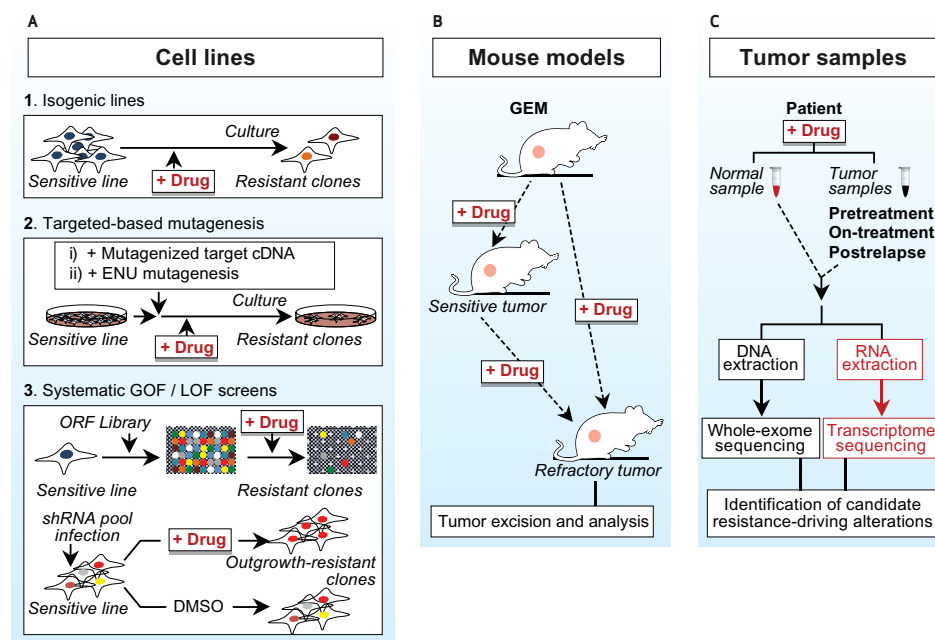 A
Cell lines
1. Isogenic lines
Culture
Sensitive line
+ Drug
Resistant clones
2. Targeted-based mutagenesis
i) + Mutagenized target cDNA
ii) + ENU mutagenesis
Culture
Sensitive line
+ Drug
Resistant clones
3. Systematic GOF / LOF screens
ORF Library
+ Drug
Sensitive line
Resistant clones
shRNA pool
infection
+ Drug
Outgrowth-resistant
clones
Sensitive line
DMSO
B
Mouse models
GEM
+ Drug
Sensitive tumor
+ Drug
+ Drug
Refractory tumor
Tumor excision and analysis
C
Tumor samples
Patient
+ Drug
Normal
sample
Tumor
samples
Pretreatment
On-treatment
Postrelapse
DNA
extraction
RNA
extraction
Whole-exome
sequencing
Transcriptome
sequencing
Identification of candidate
resistance-driving alterations